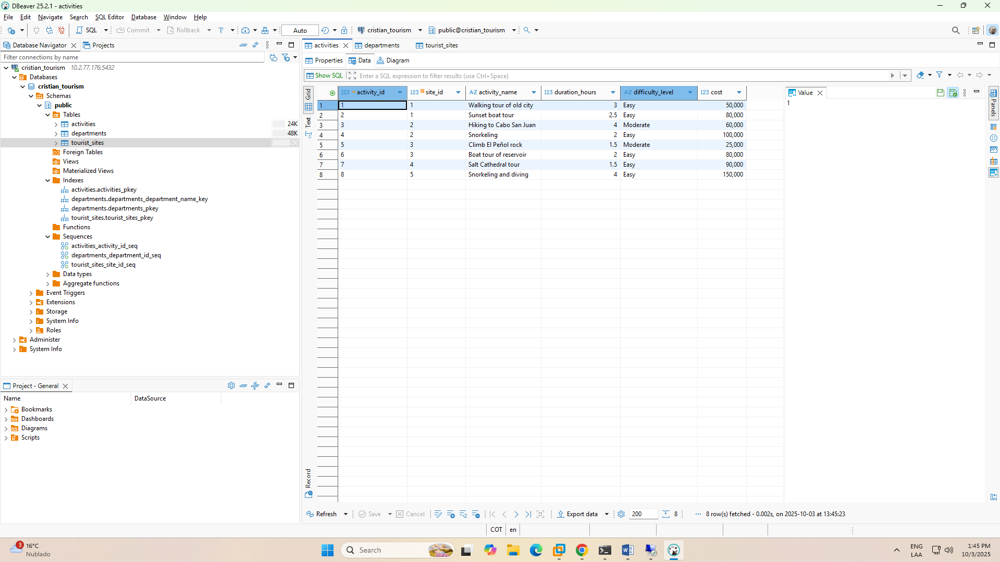 DBeaver 25.2.1 - activities
File Edit Navigate Search SQL Editor Database Window Help
SQL Commit Rollback T Auto cristian_tourism public@cristian_tourism
Database Navigator Projects
Filter connections by name
cristian_tourism 10.2.77.176:5432
Databases
cristian_tourism
Schemas
public
Tables
activities 24K
departments 48K
tourist_sites 32K
Foreign Tables
Views
Materialized Views
Indexes
activities.activities_pkey
departments.departments_department_name_key
departments.departments_pkey
tourist_sites.tourist_sites_pkey
Functions
Sequences
activities_activity_id_seq
departments_department_id_seq
tourist_sites_site_id_seq
Data types
Aggregate functions
Event Triggers
Extensions
Storage
System Info
Roles
Administer
System Info
Project - General
Name DataSource
Bookmarks
Dashboards
Diagrams
Scripts
activities departments tourist_sites
Properties Data Diagram
Show SQL Enter a SQL expression to filter results (use Ctrl+Space)
Grid
Text
Record
123 activity_id 123 site_id A-Z activity_name 123 duration_hours A-Z difficulty_level 123 cost
1 1 1 Walking tour of old city 3 Easy 50,000
2 2 1 Sunset boat tour 2.5 Easy 80,000
3 3 2 Hiking to Cabo San Juan 4 Moderate 60,000
4 4 2 Snorkeling 2 Easy 100,000
5 5 3 Climb El Peñol rock 1.5 Moderate 25,000
6 6 3 Boat tour of reservoir 2 Easy 80,000
7 7 4 Salt Cathedral tour 1.5 Easy 90,000
8 8 5 Snorkeling and diving 4 Easy 150,000
Value
1
Panels
Refresh Save Cancel Export data 200 8 ... 8 row(s) fetched - 0.002s, on 2025-10-03 at 13:45:23
COT en
3 16°C
Nublado
Search
ENG
LAA
1:45 PM
10/3/2025